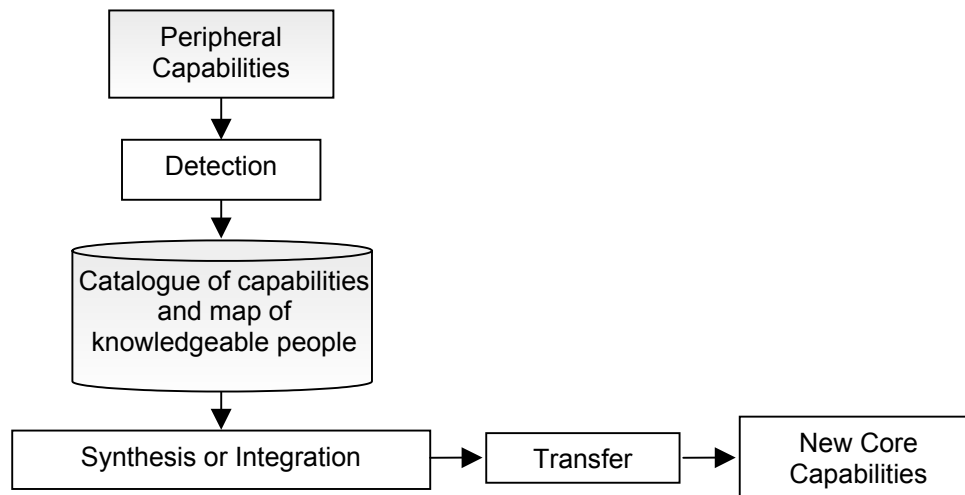 Peripheral
Capabilities
Detection
Catalogue of capabilities
and map of
knowledgeable people
Synthesis or Integration
Transfer
New Core
Capabilities